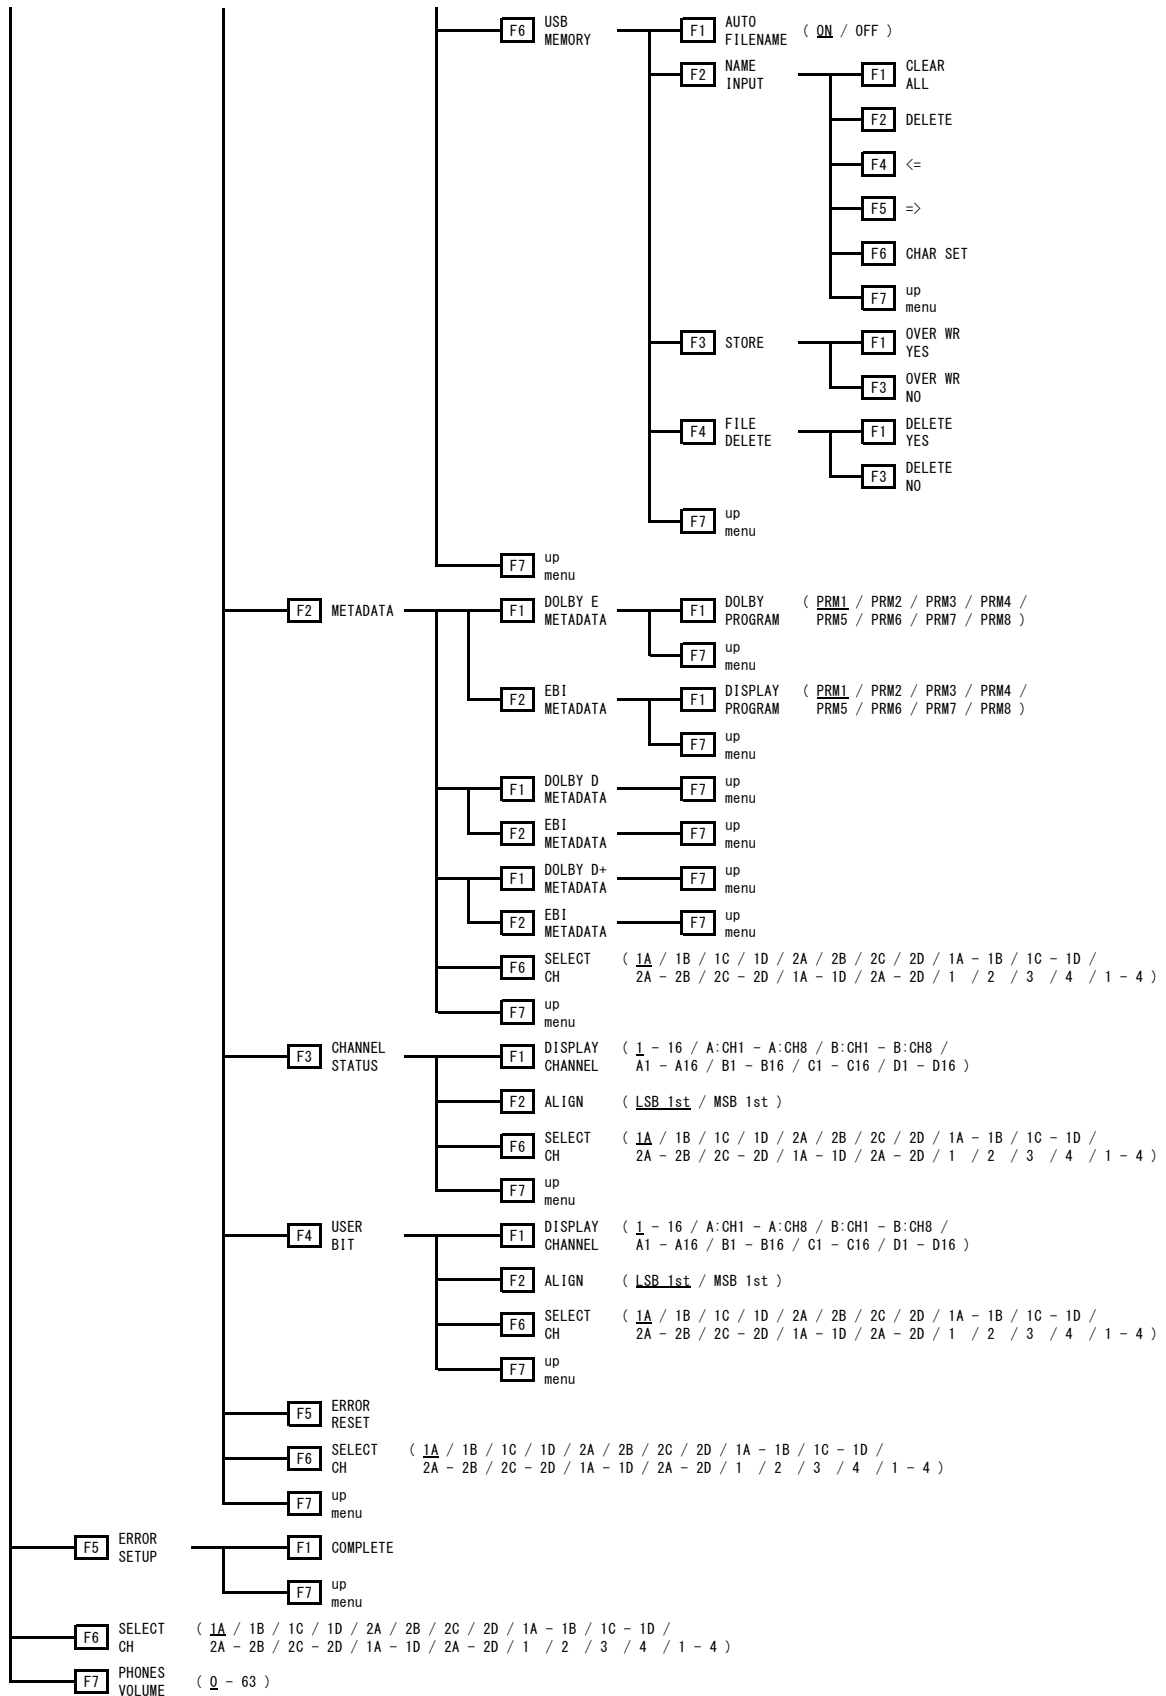 F6 USB MEMORY F1 AUTO FILENAME ( ON / OFF )
F2 NAME INPUT F1 CLEAR ALL
F2 DELETE
F4 <=
F5 =>
F6 CHAR SET
F7 up menu
F3 STORE F1 OVER WR YES
F3 OVER WR NO
F4 FILE DELETE F1 DELETE YES
F3 DELETE NO
F7 up menu
F7 up menu
F2 METADATA F1 DOLBY E METADATA F1 DOLBY PROGRAM ( PRM1 / PRM2 / PRM3 / PRM4 /
PRM5 / PRM6 / PRM7 / PRM8 )
F7 up menu
F2 EBI METADATA F1 DISPLAY PROGRAM ( PRM1 / PRM2 / PRM3 / PRM4 /
PRM5 / PRM6 / PRM7 / PRM8 )
F7 up menu
F1 DOLBY D METADATA F7 up menu
F2 EBI METADATA F7 up menu
F1 DOLBY D+ METADATA F7 up menu
F2 EBI METADATA F7 up menu
F6 SELECT CH ( 1A / 1B / 1C / 1D / 2A / 2B / 2C / 2D / 1A - 1B / 1C - 1D /
2A - 2B / 2C - 2D / 1A - 1D / 2A - 2D / 1 / 2 / 3 / 4 / 1 - 4 )
F7 up menu
F3 CHANNEL STATUS F1 DISPLAY CHANNEL ( 1 - 16 / A:CH1 - A:CH8 / B:CH1 - B:CH8 /
A1 - A16 / B1 - B16 / C1 - C16 / D1 - D16 )
F2 ALIGN ( LSB 1st / MSB 1st )
F6 SELECT CH ( 1A / 1B / 1C / 1D / 2A / 2B / 2C / 2D / 1A - 1B / 1C - 1D /
2A - 2B / 2C - 2D / 1A - 1D / 2A - 2D / 1 / 2 / 3 / 4 / 1 - 4 )
F7 up menu
F4 USER BIT F1 DISPLAY CHANNEL ( 1 - 16 / A:CH1 - A:CH8 / B:CH1 - B:CH8 /
A1 - A16 / B1 - B16 / C1 - C16 / D1 - D16 )
F2 ALIGN ( LSB 1st / MSB 1st )
F6 SELECT CH ( 1A / 1B / 1C / 1D / 2A / 2B / 2C / 2D / 1A - 1B / 1C - 1D /
2A - 2B / 2C - 2D / 1A - 1D / 2A - 2D / 1 / 2 / 3 / 4 / 1 - 4 )
F7 up menu
F5 ERROR RESET
F6 SELECT CH ( 1A / 1B / 1C / 1D / 2A / 2B / 2C / 2D / 1A - 1B / 1C - 1D /
2A - 2B / 2C - 2D / 1A - 1D / 2A - 2D / 1 / 2 / 3 / 4 / 1 - 4 )
F7 up menu
F5 ERROR SETUP F1 COMPLETE
F7 up menu
F6 SELECT CH ( 1A / 1B / 1C / 1D / 2A / 2B / 2C / 2D / 1A - 1B / 1C - 1D /
2A - 2B / 2C - 2D / 1A - 1D / 2A - 2D / 1 / 2 / 3 / 4 / 1 - 4 )
F7 PHONES VOLUME ( 0 - 63 )